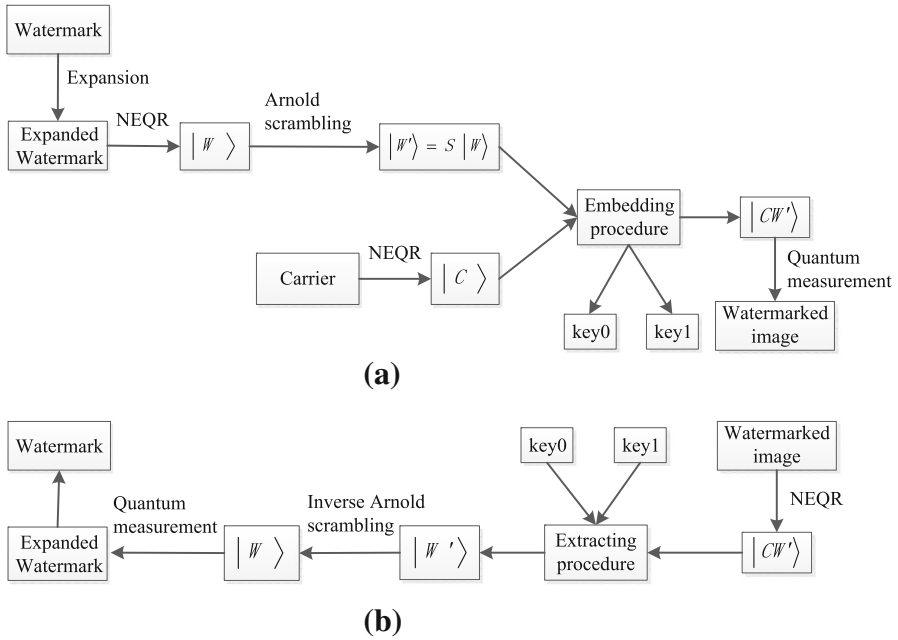 Watermark
Expansion
Expanded
Watermark
NEQR
| W ⟩
Arnold
scrambling
|W'⟩ = S |W⟩
Carrier
NEQR
| C ⟩
Embedding
procedure
key0
key1
|CW'⟩
Quantum
measurement
Watermarked
image
(a)
Watermark
Expanded
Watermark
Quantum
measurement
| W ⟩
Inverse Arnold
scrambling
| W '⟩
key0
key1
Extracting
procedure
Watermarked
image
NEQR
|CW'⟩
(b)